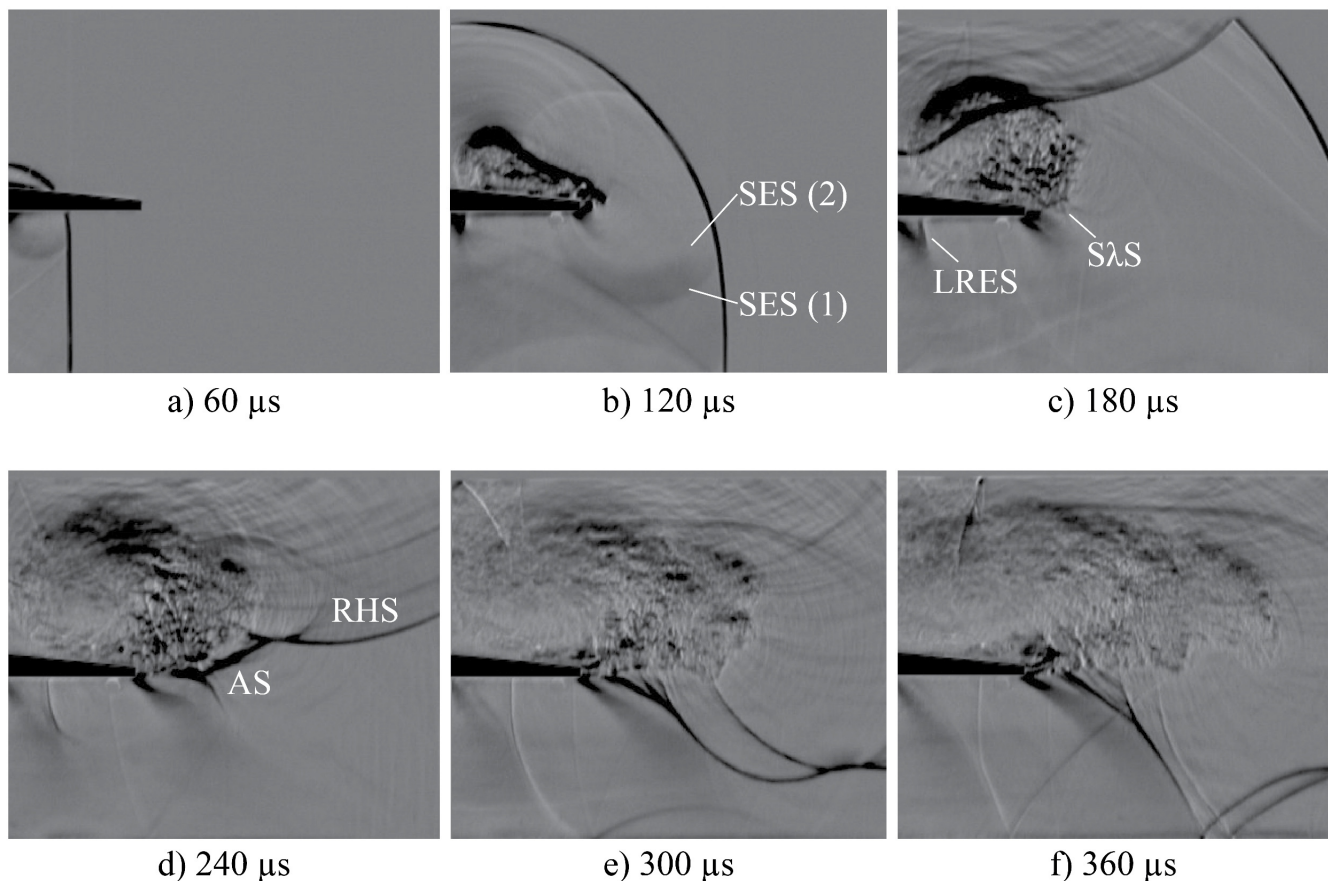 SES (2)
SES (1)
SλS
LRES
a) 60 µs
b) 120 µs
c) 180 µs
RHS
AS
d) 240 µs
e) 300 µs
f) 360 µs